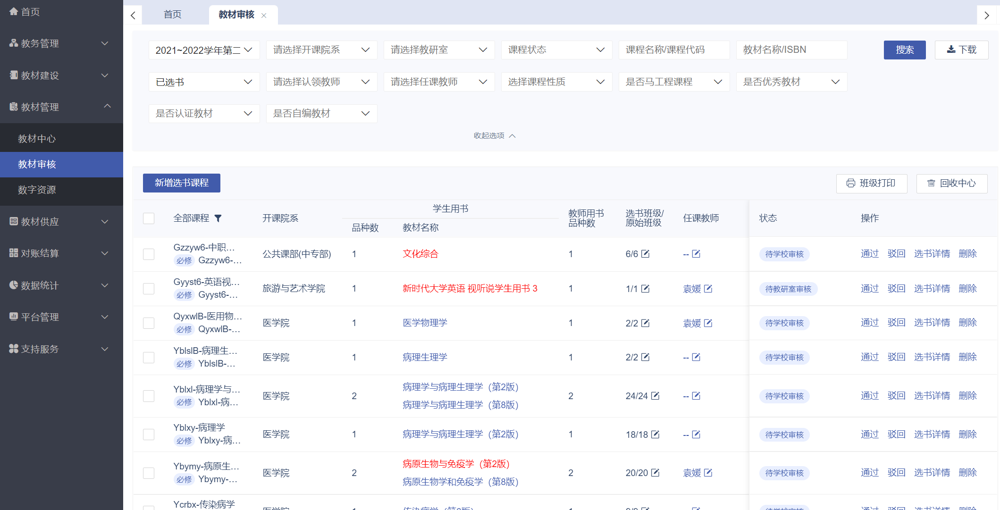 首页
教务管理
教材建设
教材管理
教材中心
教材审核
数字资源
教材供应
对账结算
数据统计
平台管理
支持服务
首页 教材审核
2021~2022学年第二 请选择开课院系 请选择教研室 课程状态 课程名称/课程代码 教材名称/ISBN 搜索 下载
已选书 请选择认领教师 请选择任课教师 选择课程性质 是否马工程课程 是否优秀教材
是否认证教材 是否自编教材
收起选项
新增选书课程 班级打印 回收中心
全部课程 开课院系 学生用书 品种数 教材名称 教师用书品种数 选书班级/原始班级 任课教师 状态 操作
Gzzyw6-中职...
必修 Gzzyw6-... 公共课部(中专部) 1 文化综合 1 6/6 -- 待学校审核 通过 驳回 选书详情 删除
Gyyst6-英语视...
必修 Gyyst6-... 旅游与艺术学院 1 新时代大学英语 视听说学生用书 3 1 1/1 袁媛 待教研室审核 通过 驳回 选书详情 删除
QyxwlB-医用物...
必修 QyxwlB-... 医学院 1 医学物理学 1 2/2 袁媛 待学校审核 通过 驳回 选书详情 删除
YblslB-病理生...
必修 YblslB-... 医学院 1 病理生理学 1 2/2 -- 待学校审核 通过 驳回 选书详情 删除
Yblxl-病理学与...
必修 Yblxl-病... 医学院 2 病理学与病理生理学（第2版）
病理学与病理生理学（第8版） 2 24/24 -- 待学校审核 通过 驳回 选书详情 删除
Yblxy-病理学
必修 Yblxy-病... 医学院 1 病理学与病理生理学（第2版） 1 18/18 -- 待学校审核 通过 驳回 选书详情 删除
Ybymy-病原生...
必修 Ybymy-... 医学院 2 病原生物与免疫学（第2版）
病原生物学和免疫学（第8版） 2 20/20 袁媛 待学校审核 通过 驳回 选书详情 删除
Ycrbx-传染病学